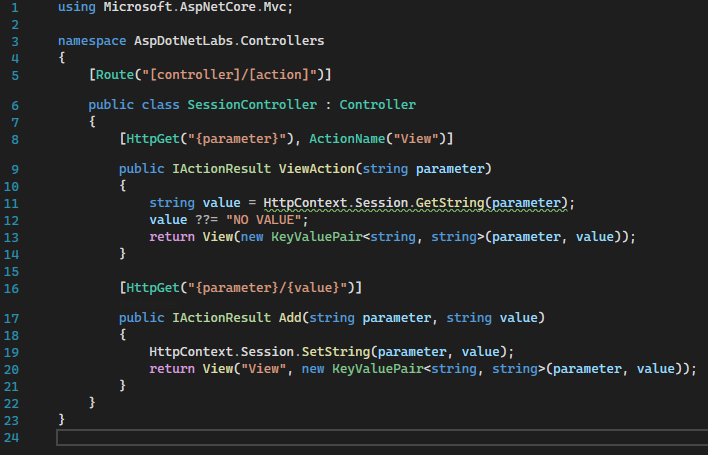 1 using Microsoft.AspNetCore.Mvc;
2
3 namespace AspDotNetLabs.Controllers
4 {
5 [Route("[controller]/[action]")]
6 public class SessionController : Controller
7 {
8 [HttpGet("{parameter}"), ActionName("View")]
9 public IActionResult ViewAction(string parameter)
10 {
11 string value = HttpContext.Session.GetString(parameter);
12 value ??= "NO VALUE";
13 return View(new KeyValuePair<string, string>(parameter, value));
14 }
15
16 [HttpGet("{parameter}/{value}")]
17 public IActionResult Add(string parameter, string value)
18 {
19 HttpContext.Session.SetString(parameter, value);
20 return View("View", new KeyValuePair<string, string>(parameter, value));
21 }
22 }
23 }
24